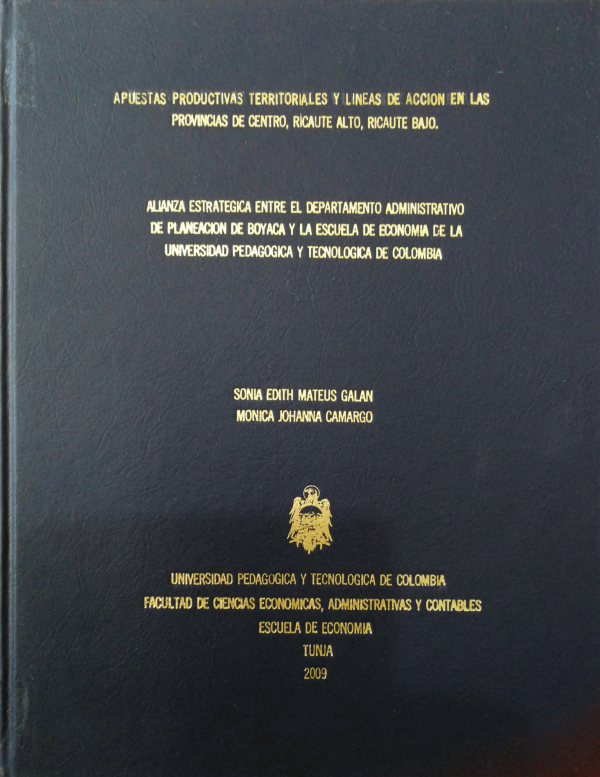 APUESTAS PRODUCTIVAS TERRITORIALES Y LINEAS DE ACCION EN LAS
PROVINCIAS DE CENTRO, RICAUTE ALTO, RICAUTE BAJO.
ALIANZA ESTRATEGICA ENTRE EL DEPARTAMENTO ADMINISTRATIVO
DE PLANEACION DE BOYACA Y LA ESCUELA DE ECONOMIA DE LA
UNIVERSIDAD PEDAGOGICA Y TECNOLOGICA DE COLOMBIA
SONIA EDITH MATEUS GALAN
MONICA JOHANNA CAMARGO
UNIVERSIDAD PEDAGOGICA Y TECNOLOGICA DE COLOMBIA
FACULTAD DE CIENCIAS ECONOMICAS, ADMINISTRATIVAS Y CONTABLES
ESCUELA DE ECONOMIA
TUNJA
2009